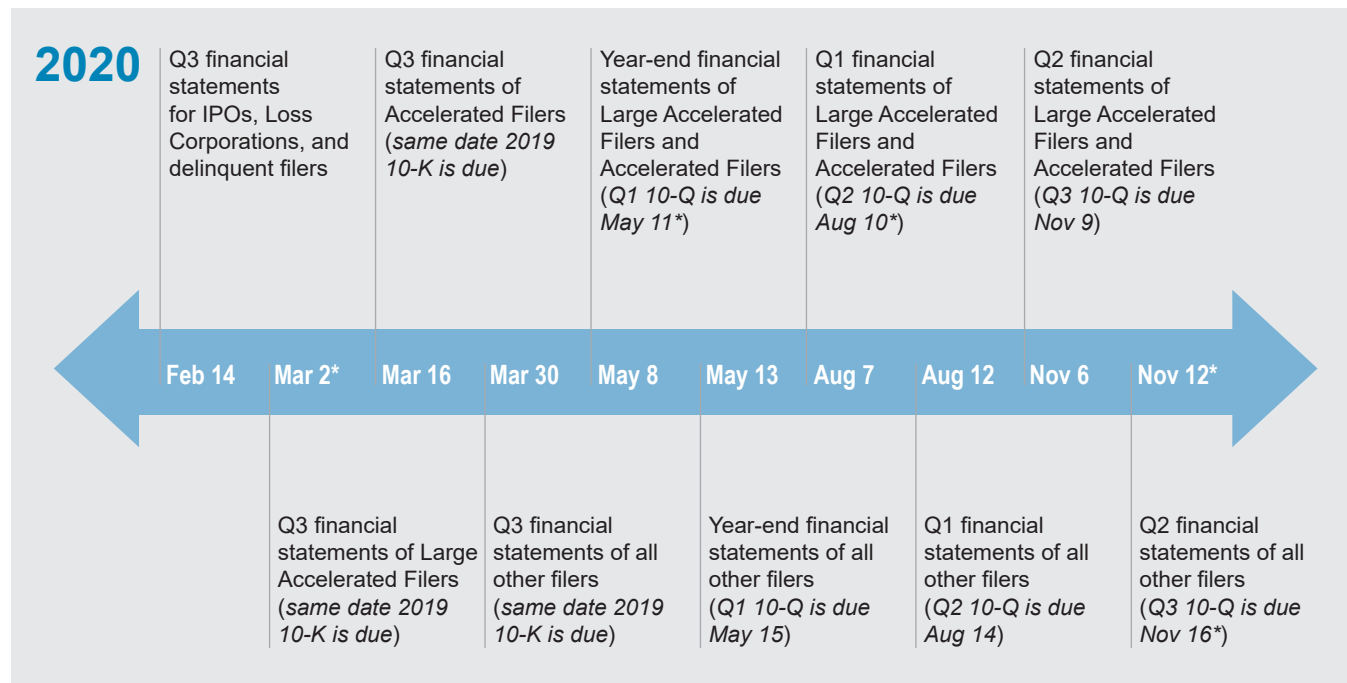 2020
Q3 financial
statements
for IPOs, Loss
Corporations, and
delinquent filers
Q3 financial
statements of
Accelerated Filers
(same date 2019
10-K is due)
Year-end financial
statements of
Large Accelerated
Filers and
Accelerated Filers
(Q1 10-Q is due
May 11*)
Q1 financial
statements of
Large Accelerated
Filers and
Accelerated Filers
(Q2 10-Q is due
Aug 10*)
Q2 financial
statements of
Large Accelerated
Filers and
Accelerated Filers
(Q3 10-Q is due
Nov 9)
Feb 14
Mar 2*
Mar 16
Mar 30
May 8
May 13
Aug 7
Aug 12
Nov 6
Nov 12*
Q3 financial
statements of Large
Accelerated Filers
(same date 2019
10-K is due)
Q3 financial
statements of all
other filers
(same date 2019
10-K is due)
Year-end financial
statements of all
other filers
(Q1 10-Q is due
May 15)
Q1 financial
statements of all
other filers
(Q2 10-Q is due
Aug 14)
Q2 financial
statements of all
other filers
(Q3 10-Q is due
Nov 16*)